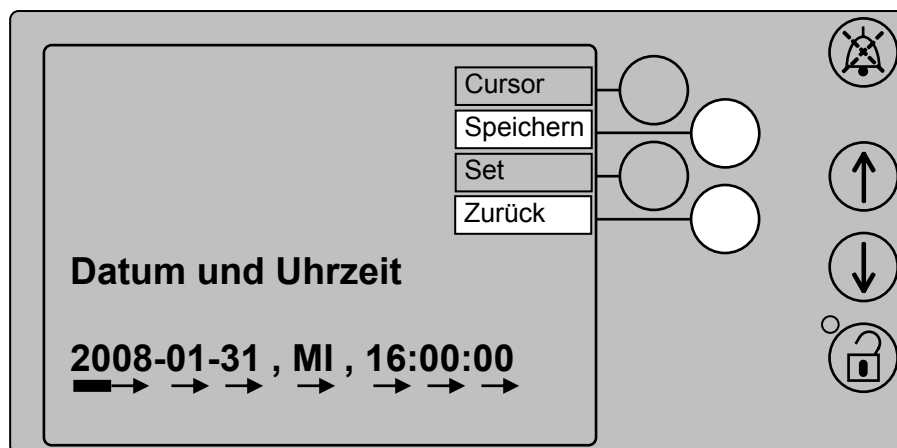 Cursor
Speichern
Set
Zurück
Datum und Uhrzeit
2008-01-31 , MI , 16:00:00